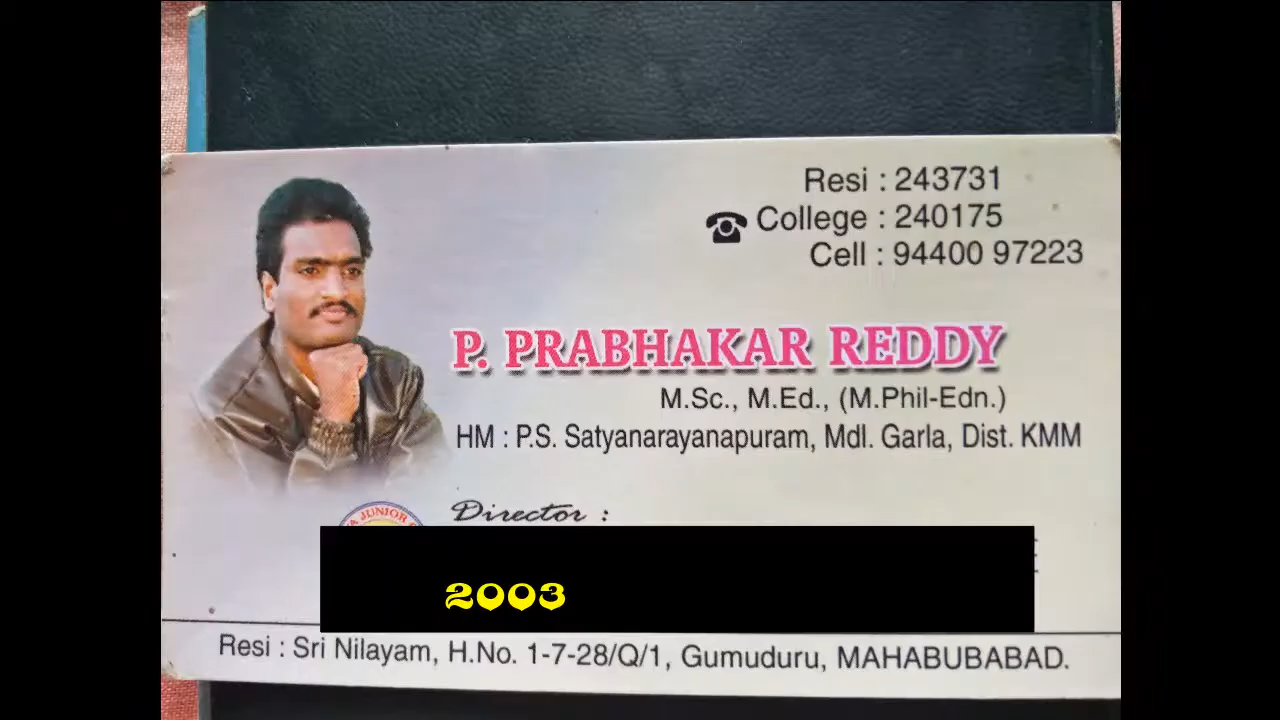 Resi : 243731
College : 240175
Cell : 94400 97223
P. PRABHAKAR REDDY
M.Sc., M.Ed., (M.Phil-Edn.)
HM : P.S. Satyanarayanapuram, Mdl. Garla, Dist. KMM
Director :
JUNIOR
2003
Resi : Sri Nilayam, H.No. 1-7-28/Q/1, Gumuduru, MAHABUBABAD.